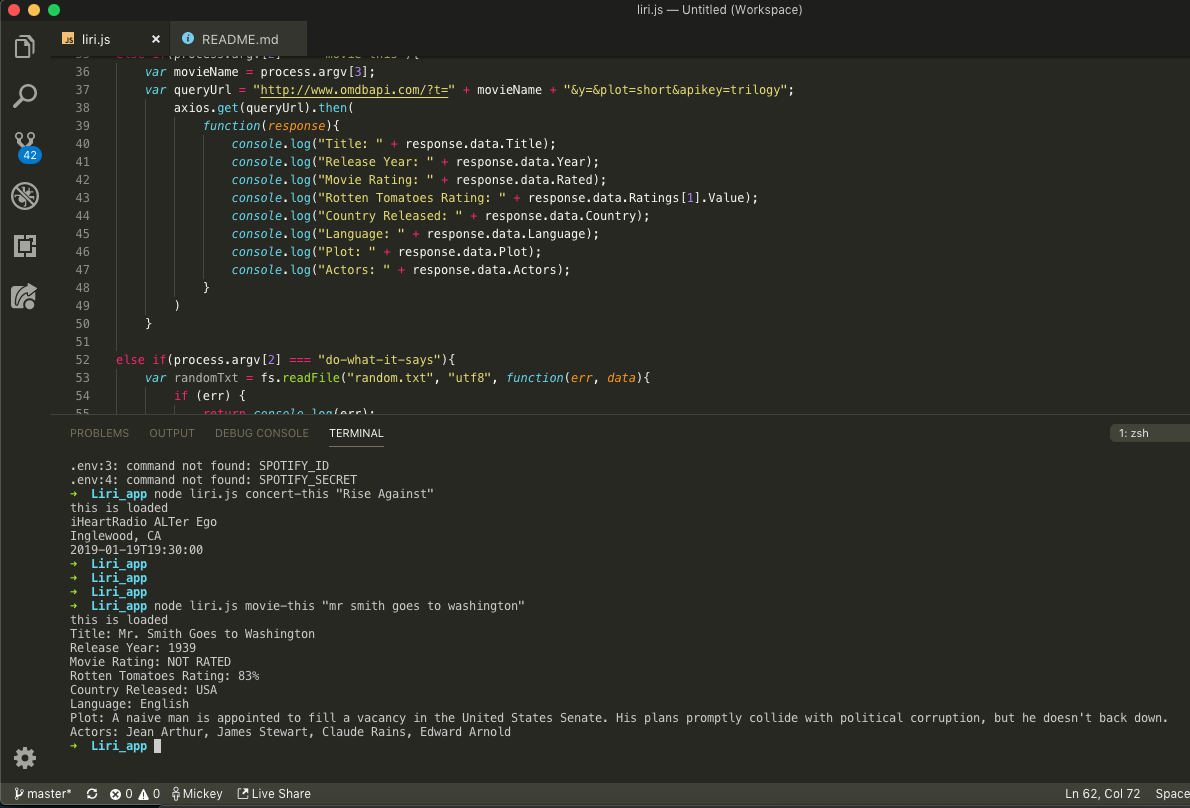 liri.js — Untitled (Workspace)
JS liri.js × README.md
36 var movieName = process.argv[3];
37 var queryUrl = "http://www.omdbapi.com/?t=" + movieName + "&y=&plot=short&apikey=trilogy";
38 axios.get(queryUrl).then(
39 function(response){
40 console.log("Title: " + response.data.Title);
41 console.log("Release Year: " + response.data.Year);
42 console.log("Movie Rating: " + response.data.Rated);
43 console.log("Rotten Tomatoes Rating: " + response.data.Ratings[1].Value);
44 console.log("Country Released: " + response.data.Country);
45 console.log("Language: " + response.data.Language);
46 console.log("Plot: " + response.data.Plot);
47 console.log("Actors: " + response.data.Actors);
48 }
49 )
50 }
51
52 else if(process.argv[2] === "do-what-it-says"){
53 var randomTxt = fs.readFile("random.txt", "utf8", function(err, data){
54 if (err) {
55 return console.log(err);
42
PROBLEMS OUTPUT DEBUG CONSOLE TERMINAL 1: zsh
.env:3: command not found: SPOTIFY_ID
.env:4: command not found: SPOTIFY_SECRET
➜ Liri_app node liri.js concert-this "Rise Against"
this is loaded
iHeartRadio ALTer Ego
Inglewood, CA
2019-01-19T19:30:00
➜ Liri_app
➜ Liri_app
➜ Liri_app
➜ Liri_app node liri.js movie-this "mr smith goes to washington"
this is loaded
Title: Mr. Smith Goes to Washington
Release Year: 1939
Movie Rating: NOT RATED
Rotten Tomatoes Rating: 83%
Country Released: USA
Language: English
Plot: A naive man is appointed to fill a vacancy in the United States Senate. His plans promptly collide with political corruption, but he doesn't back down.
Actors: Jean Arthur, James Stewart, Claude Rains, Edward Arnold
➜ Liri_app
master* 0 0 Mickey Live Share Ln 62, Col 72 Space